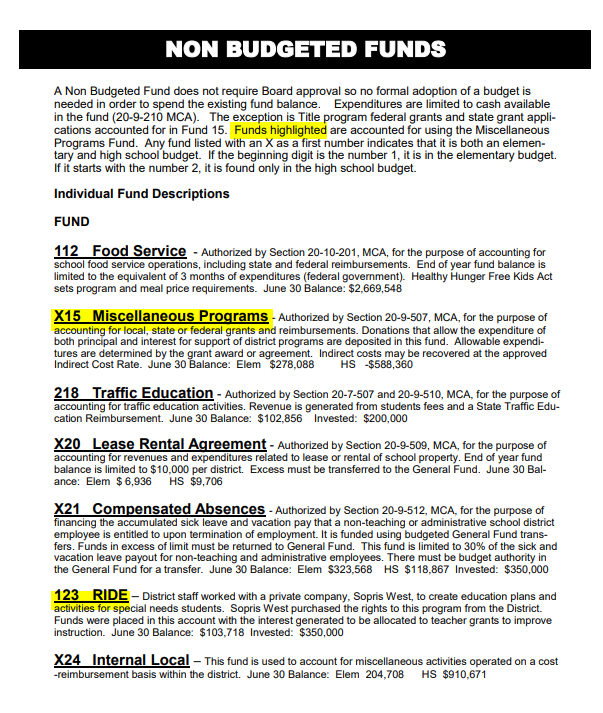 NON BUDGETED FUNDS
A Non Budgeted Fund does not require Board approval so no formal adoption of a budget is
needed in order to spend the existing fund balance. Expenditures are limited to cash available
in the fund (20-9-210 MCA). The exception is Title program federal grants and state grant appli-
cations accounted for in Fund 15. Funds highlighted are accounted for using the Miscellaneous
Programs Fund. Any fund listed with an X as a first number indicates that it is both an elemen-
tary and high school budget. If the beginning digit is the number 1, it is in the elementary budget.
If it starts with the number 2, it is found only in the high school budget.
Individual Fund Descriptions
FUND
112 Food Service - Authorized by Section 20-10-201, MCA, for the purpose of accounting for
school food service operations, including state and federal reimbursements. End of year fund balance is
limited to the equivalent of 3 months of expenditures (federal government). Healthy Hunger Free Kids Act
sets program and meal price requirements. June 30 Balance: $2,669,548
X15 Miscellaneous Programs - Authorized by Section 20-9-507, MCA, for the purpose of
accounting for local, state or federal grants and reimbursements. Donations that allow the expenditure of
both principal and interest for support of district programs are deposited in this fund. Allowable expendi-
tures are determined by the grant award or agreement. Indirect costs may be recovered at the approved
Indirect Cost Rate. June 30 Balance: Elem $278,088 HS -$588,360
218 Traffic Education - Authorized by Section 20-7-507 and 20-9-510, MCA, for the purpose of
accounting for traffic education activities. Revenue is generated from students fees and a State Traffic Edu-
cation Reimbursement. June 30 Balance: $102,856 Invested: $200,000
X20 Lease Rental Agreement - Authorized by Section 20-9-509, MCA, for the purpose of
accounting for revenues and expenditures related to lease or rental of school property. End of year fund
balance is limited to $10,000 per district. Excess must be transferred to the General Fund. June 30 Bal-
ance: Elem $ 6,936 HS $9,706
X21 Compensated Absences - Authorized by Section 20-9-512, MCA, for the purpose of
financing the accumulated sick leave and vacation pay that a non-teaching or administrative school district
employee is entitled to upon termination of employment. It is funded using budgeted General Fund trans-
fers. Funds in excess of limit must be returned to General Fund. This fund is limited to 30% of the sick and
vacation leave payout for non-teaching and administrative employees. There must be budget authority in
the General Fund for a transfer. June 30 Balance: Elem $323,568 HS $118,867 Invested: $350,000
123 RIDE – District staff worked with a private company, Sopris West, to create education plans and
activities for special needs students. Sopris West purchased the rights to this program from the District.
Funds were placed in this account with the interest generated to be allocated to teacher grants to improve
instruction. June 30 Balance: $103,718 Invested: $350,000
X24 Internal Local – This fund is used to account for miscellaneous activities operated on a cost
-reimbursement basis within the district. June 30 Balance: Elem 204,708 HS $910,671